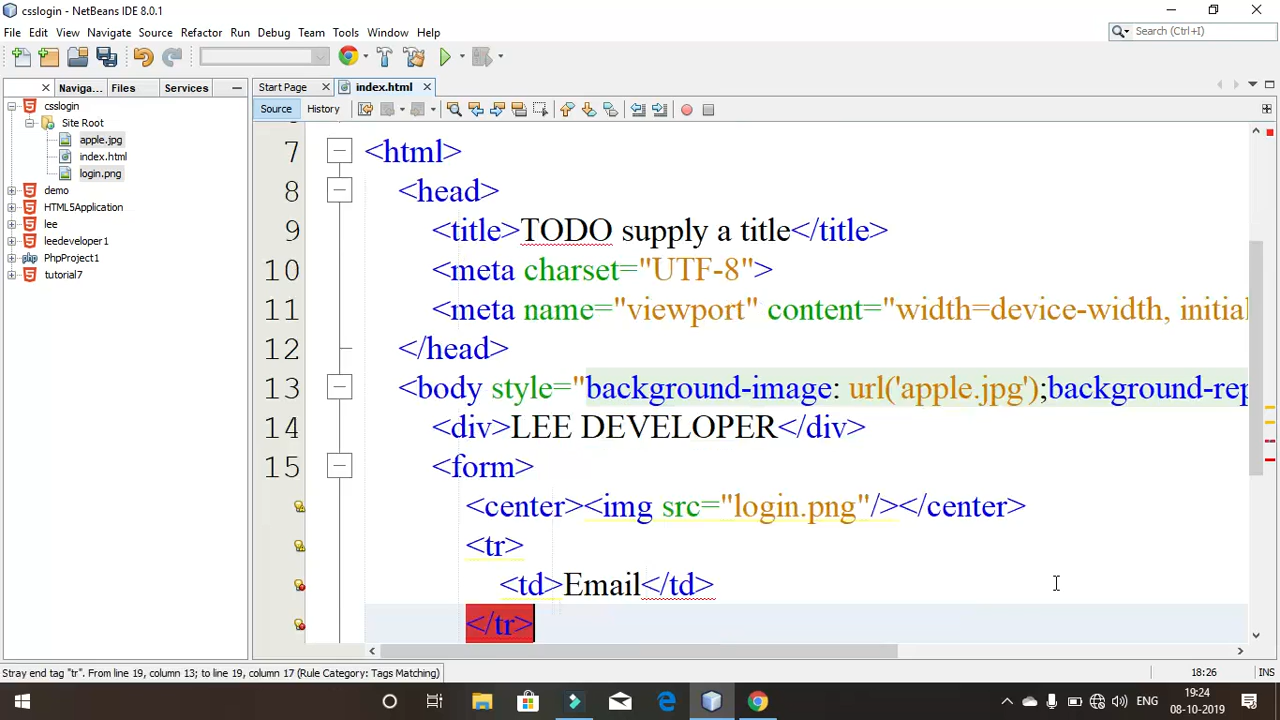 csslogin - NetBeans IDE 8.0.1
File Edit View Navigate Source Refactor Run Debug Team Tools Window Help
Search (Ctrl+I)
Naviga... Files Services
Start Page index.html
Source History
csslogin
Site Root
apple.jpg
index.html
login.png
demo
HTML5Application
lee
leedeveloper1
PhpProject1
tutorial7
7 <html>
8 <head>
9 <title>TODO supply a title</title>
10 <meta charset="UTF-8">
11 <meta name="viewport" content="width=device-width, initial
12 </head>
13 <body style="background-image: url('apple.jpg');background-rep
14 <div>LEE DEVELOPER</div>
15 <form>
<center><img src="login.png"/></center>
<tr>
<td>Email</td>
</tr>
Stray end tag "tr". From line 19, column 13; to line 19, column 17 (Rule Category: Tags Matching)
18:26 INS
ENG
19:24
08-10-2019